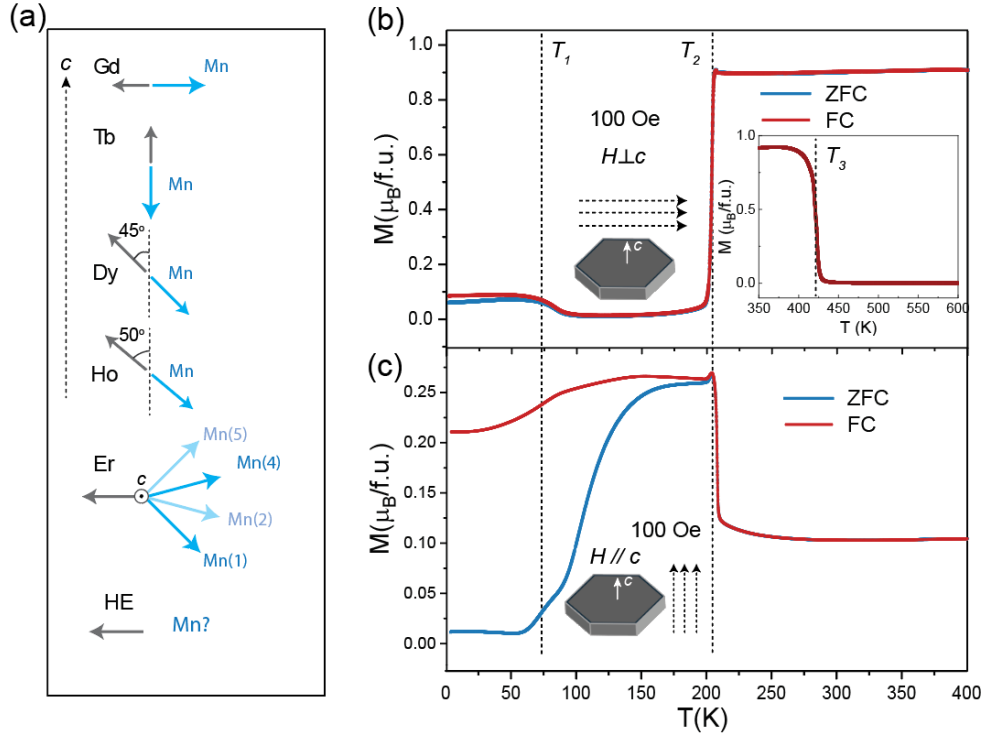 (a)
c
Gd
Mn
Tb
Mn
45°
Dy
Mn
50°
Ho
Mn
Mn(5)
Er
c
Mn(4)
Mn(2)
Mn(1)
HE
Mn?
(b)
1.0
0.8
0.6
0.4
0.2
0.0
M(μB/f.u.)
T1
T2
100 Oe
H⊥c
c
ZFC
FC
1.0
0.5
0.0
M (μB/f.u.)
T3
350 400 450 500 550 600
T (K)
(c)
0.25
0.20
0.15
0.10
0.05
0.00
M(μB/f.u.)
ZFC
FC
100 Oe
H // c
c
0 50 100 150 200 250 300 350 400
T(K)